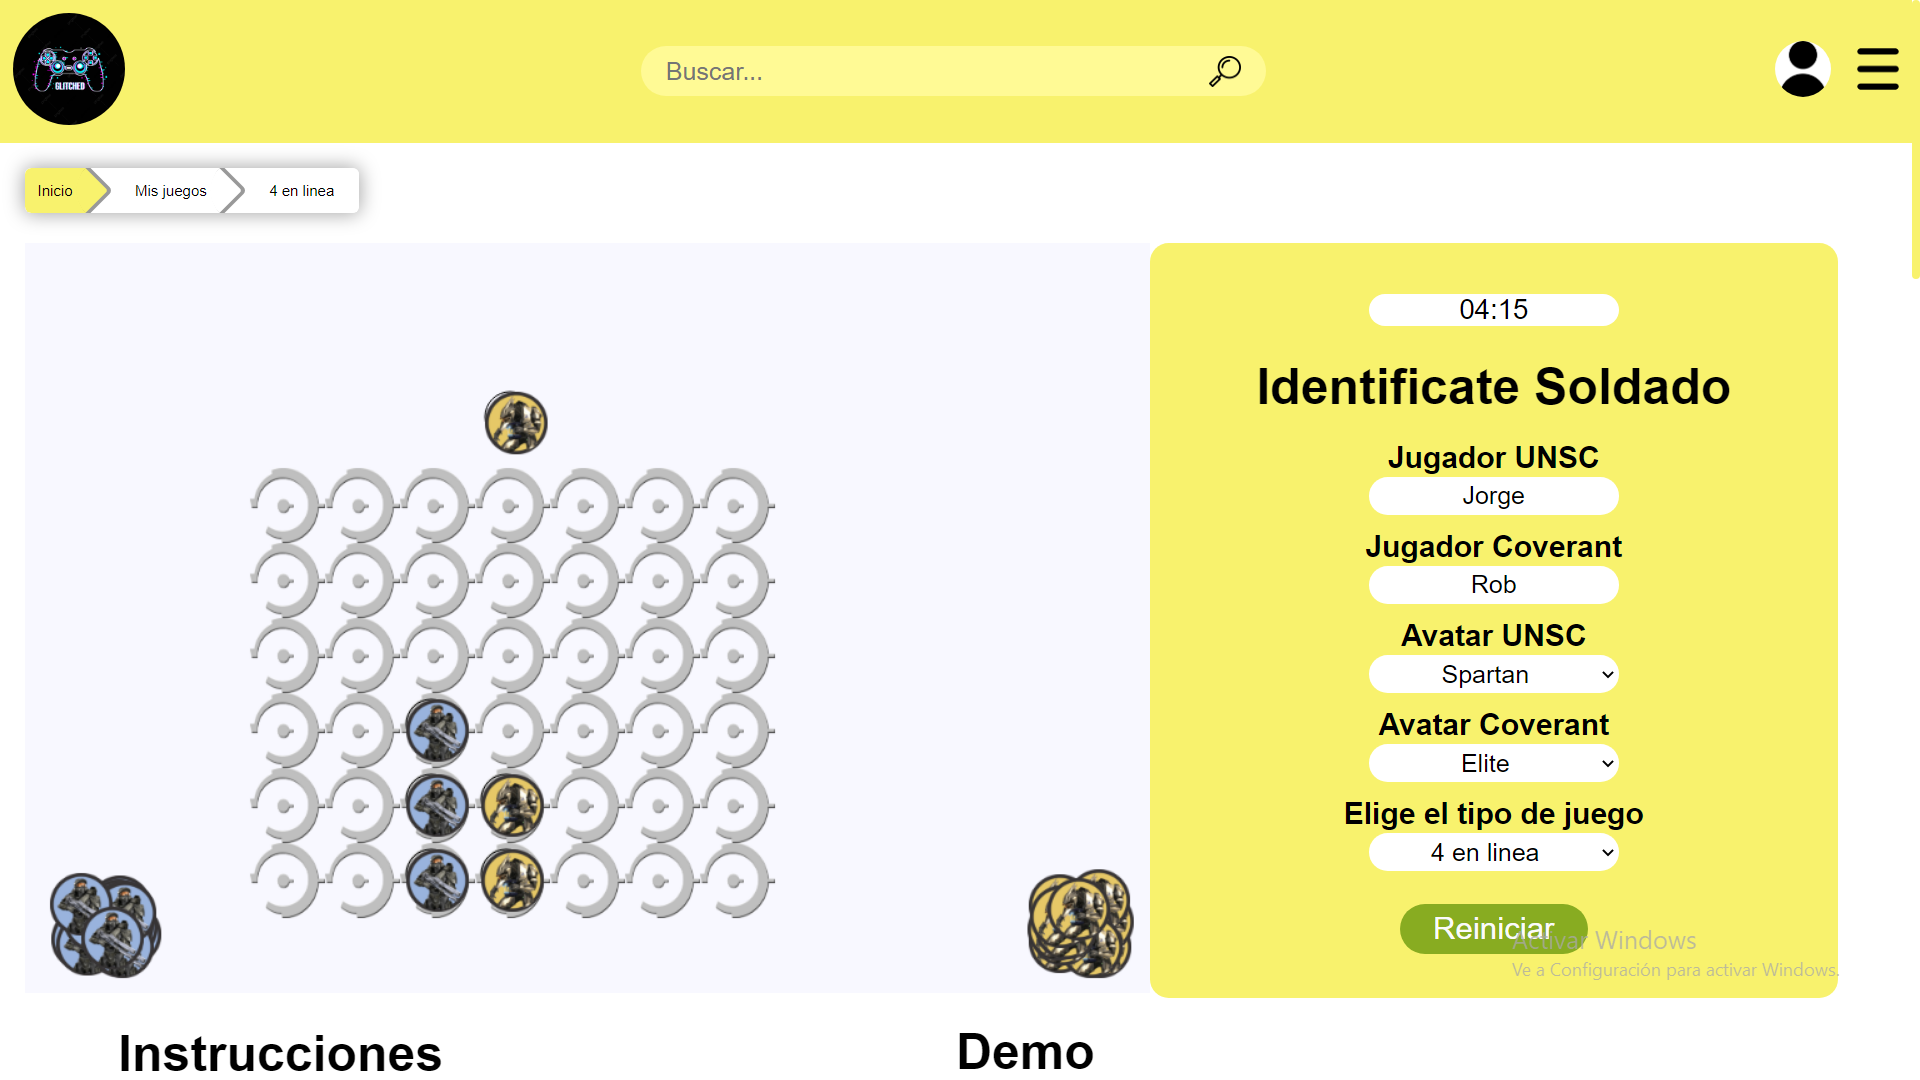 GLITCHED
Buscar...
Inicio
Mis juegos
4 en linea
04:15
Identificate Soldado
Jugador UNSC
Jorge
Jugador Coverant
Rob
Avatar UNSC
Spartan
Avatar Coverant
Elite
Elige el tipo de juego
4 en linea
Reiniciar
Activar Windows
Ve a Configuración para activar Windows.
Instrucciones
Demo